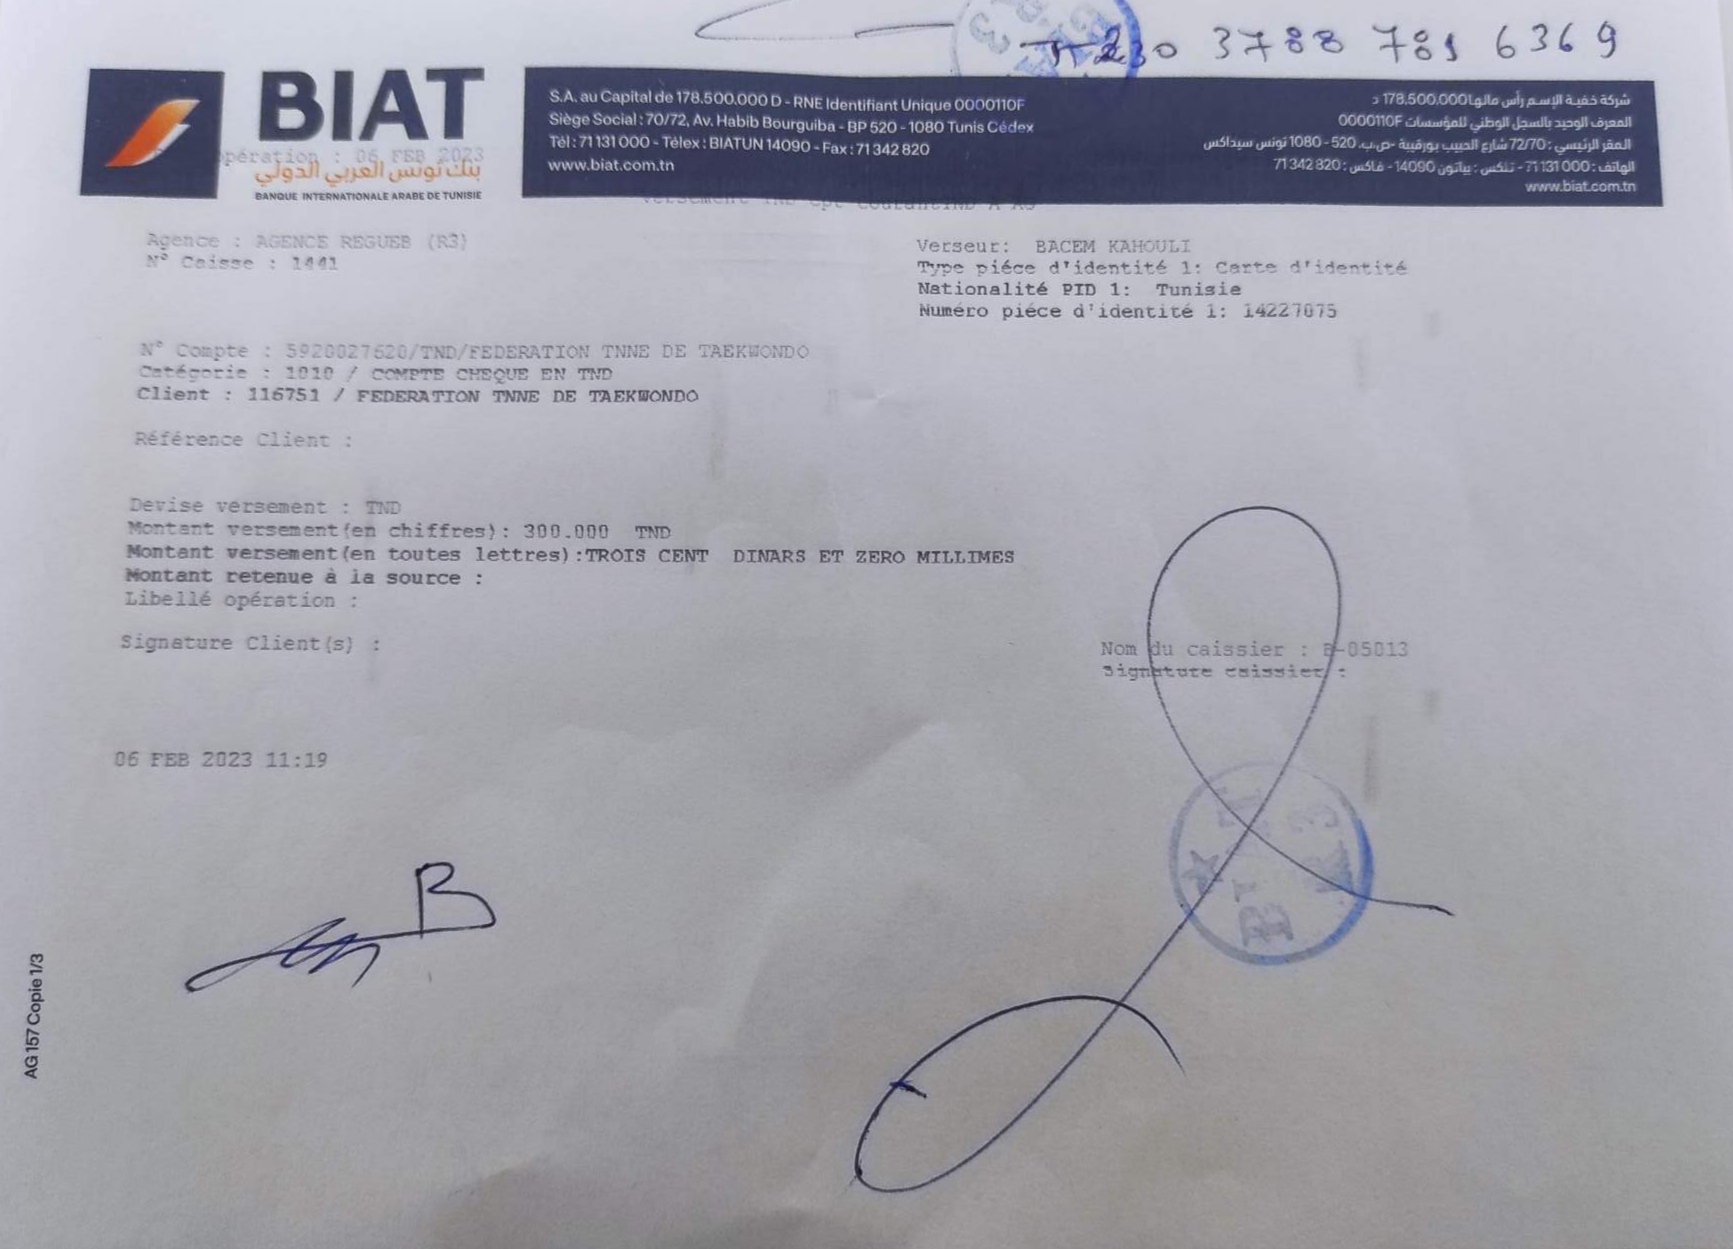 3788 781 6369
BIAT
opération : 06 FEB 2023
بنك تونس العربي الدولي
BANQUE INTERNATIONALE ARABE DE TUNISIE
S.A. au Capital de 178.500.000 D - RNE Identifiant Unique 0000110F
Siège Social : 70/72, Av. Habib Bourguiba - BP 520 - 1080 Tunis Cédex
Tél : 71 131 000 - Télex : BIATUN 14090 - Fax : 71 342 820
www.biat.com.tn
شركة خفية الإسم رأس مالها 178.500.000 د
المعرف الوحيد بالسجل الوطني للمؤسسات 0000110F
المقر الرئيسي : 72/70 شارع الحبيب بورقيبة -ص.ب. 520 - 1080 تونس سيداكس
الهاتف : 71 131 000 - تلكس : بياتون 14090 - فاكس : 71 342 820
www.biat.com.tn
Versement TND cpt courant
Agence : AGENCE REGUEB (R3)
N° Caisse : 1441
Verseur: BACEM KAHOULI
Type piéce d'identité 1: Carte d'identité
Nationalité PID 1: Tunisie
Numéro piéce d'identité 1: 14227075
N° Compte : 5920027620/TND/FEDERATION TNNE DE TAEKWONDO
Catégorie : 1010 / COMPTE CHEQUE EN TND
Client : 116751 / FEDERATION TNNE DE TAEKWONDO
Référence Client :
Devise versement : TND
Montant versement(en chiffres): 300.000 TND
Montant versement(en toutes lettres):TROIS CENT DINARS ET ZERO MILLIMES
Montant retenue à la source :
Libellé opération :
Signature Client(s) :
Nom du caissier : B-05013
Signature caissier :
06 FEB 2023 11:19
B
AG 157 Copie 1/3